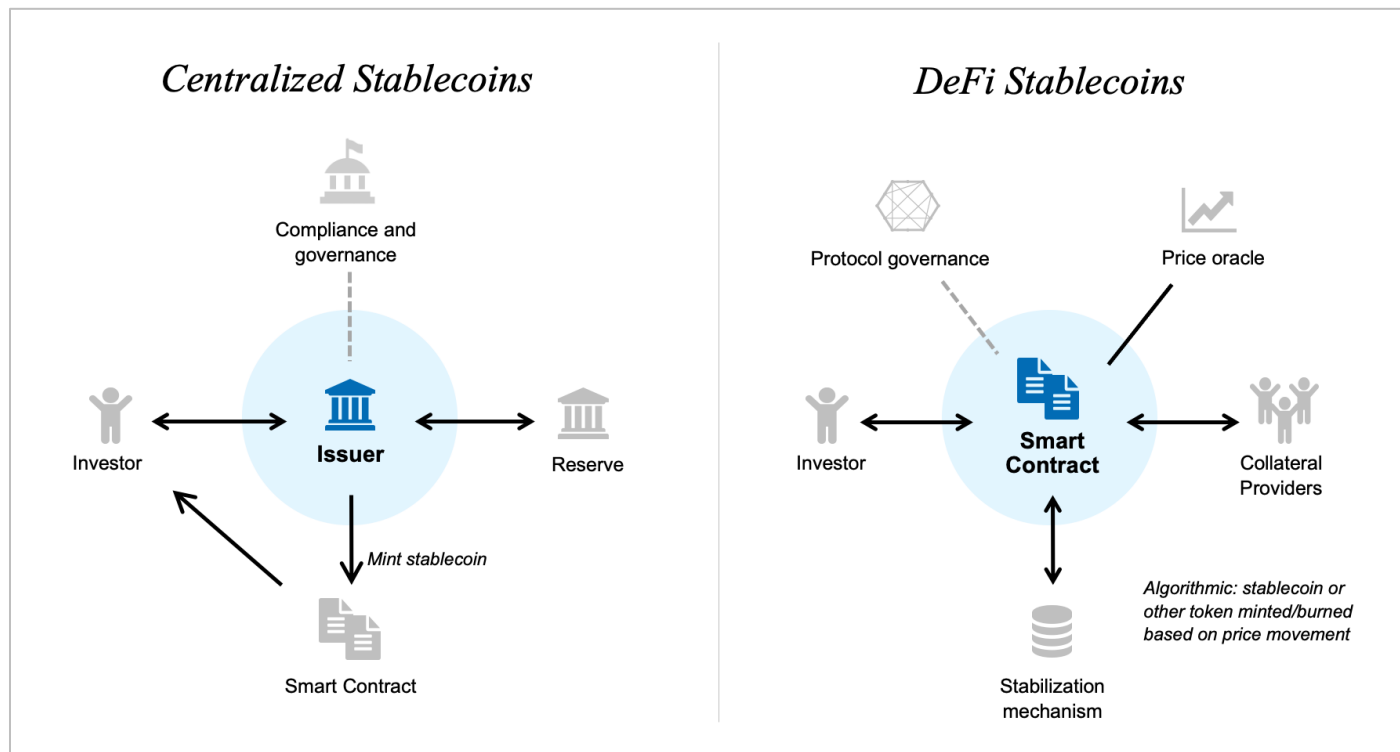 Centralized Stablecoins
Compliance and
governance
Investor
Issuer
Reserve
Mint stablecoin
Smart Contract
DeFi Stablecoins
Protocol governance
Price oracle
Investor
Smart
Contract
Collateral
Providers
Algorithmic: stablecoin or
other token minted/burned
based on price movement
Stabilization
mechanism